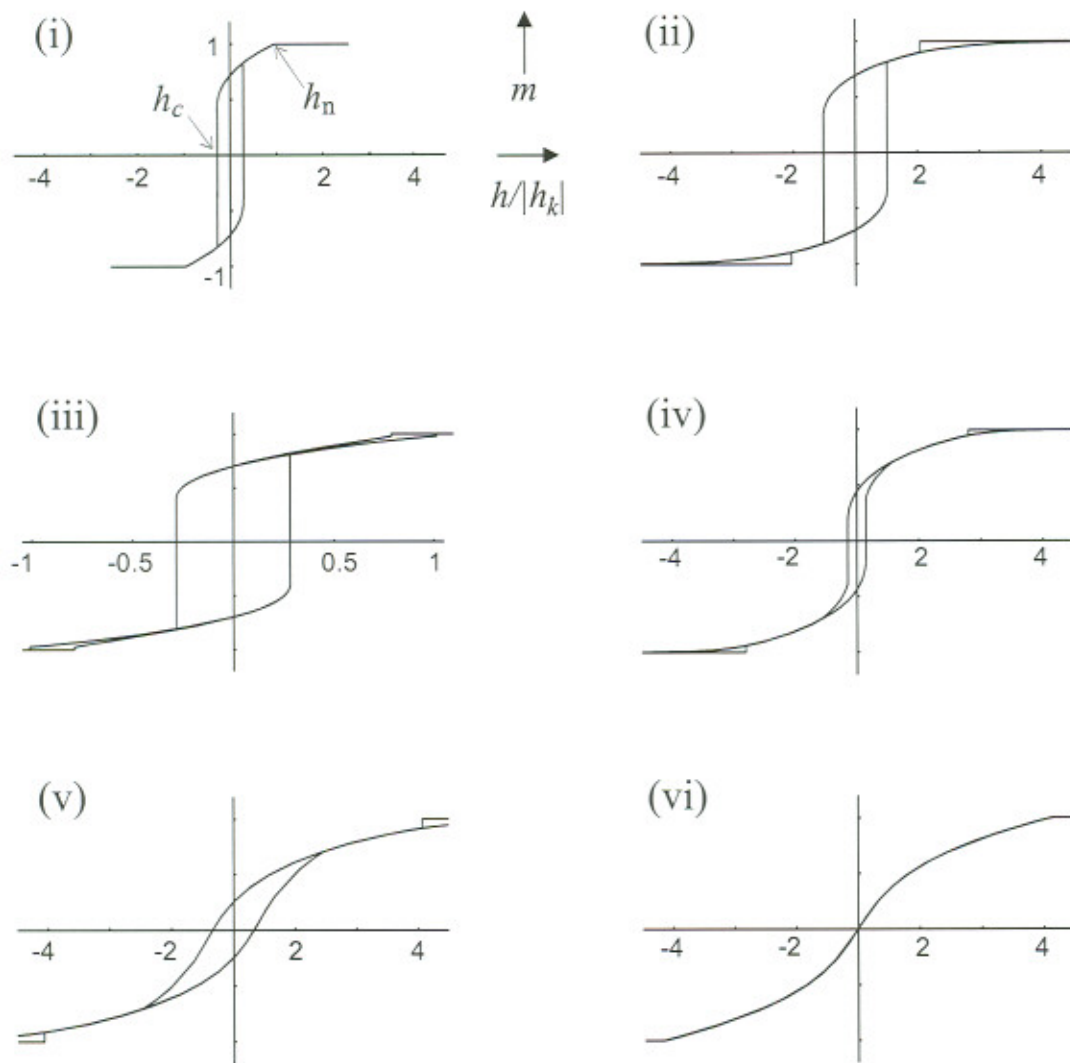 (i)
1
h_c
h_n
-4 -2 2 4
-1
m
h/|h_k|
(ii)
-4 -2 2 4
(iii)
-1 -0.5 0.5 1
(iv)
-4 -2 2 4
(v)
-4 -2 2 4
(vi)
-4 -2 2 4